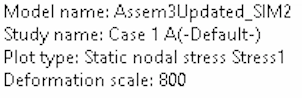 Model name: Assem3Updated_SIM2
Study name: Case 1 A(-Default-)
Plot type: Static nodal stress Stress1
Deformation scale: 800